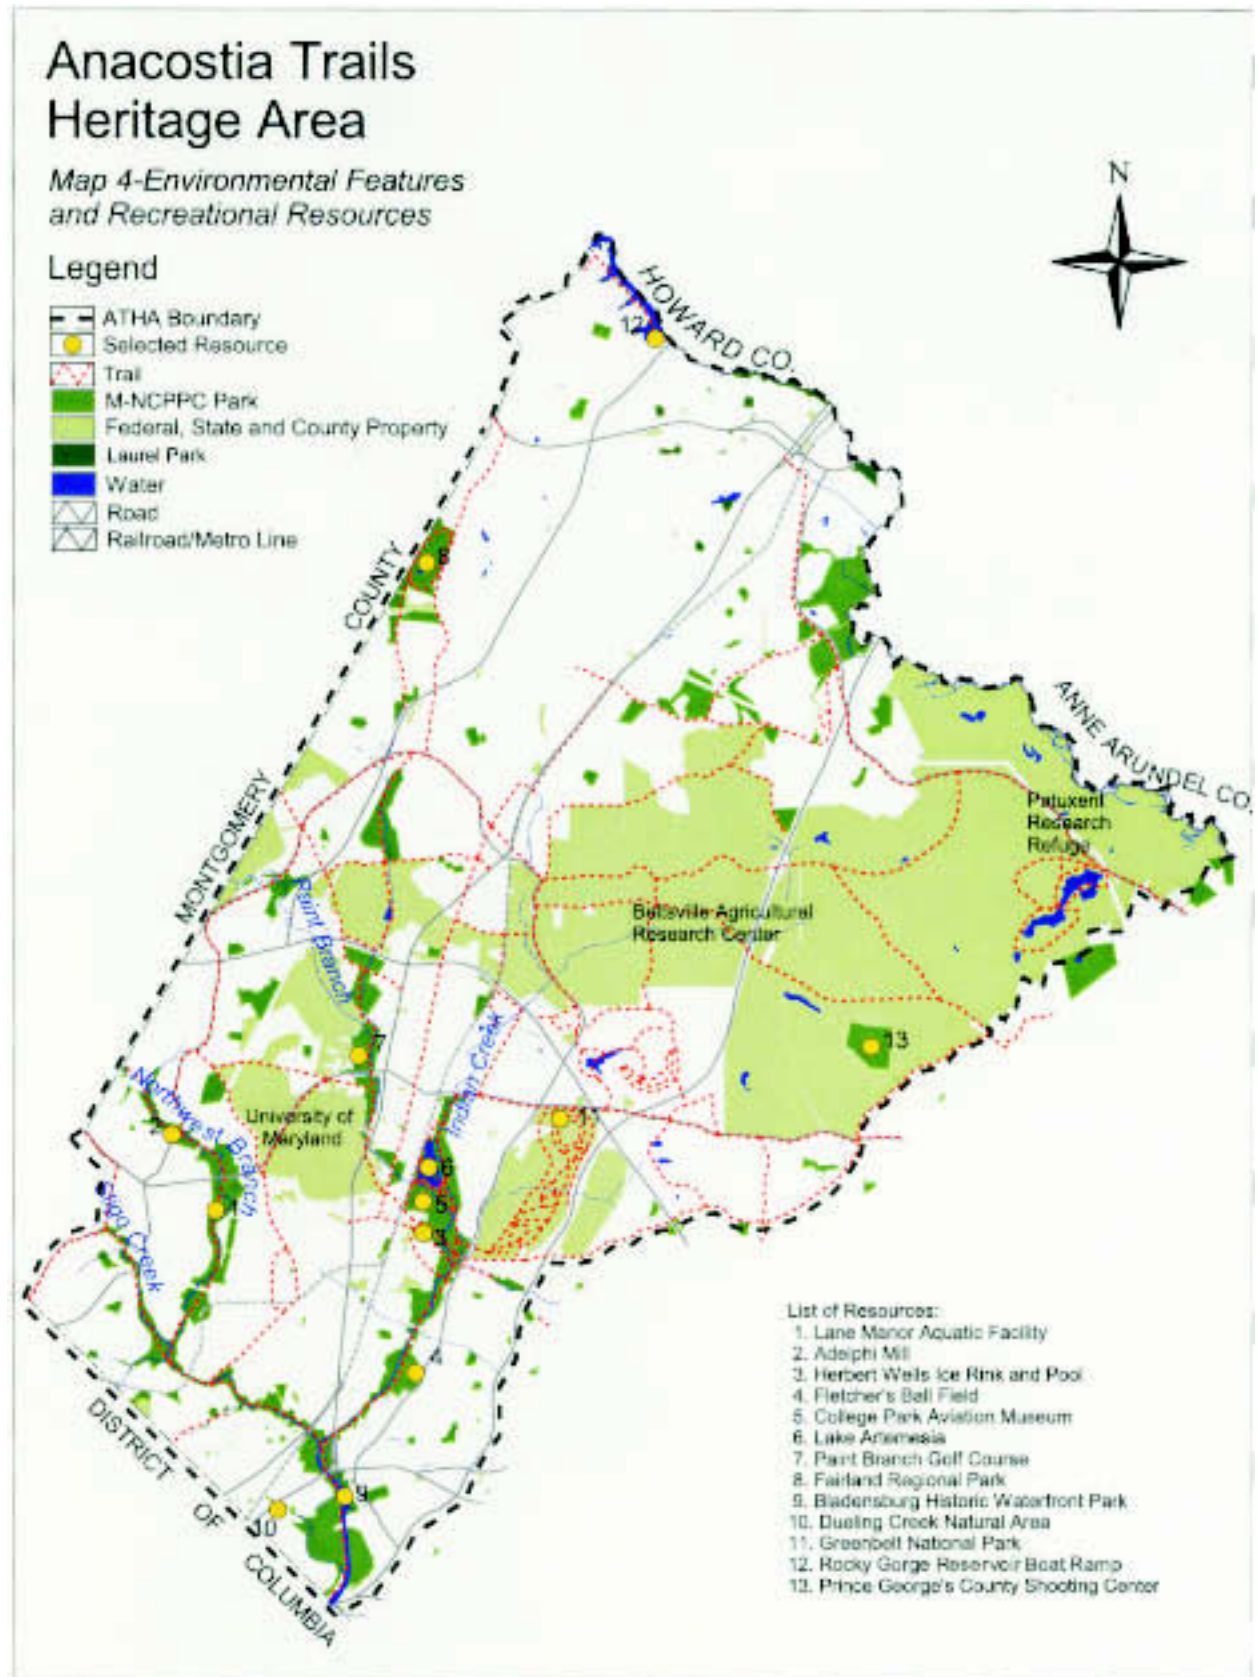 Anacostia Trails
Heritage Area
Map 4-Environmental Features
and Recreational Resources
Legend
ATHA Boundary
Selected Resource
Trail
M-NCPPC Park
Federal, State and County Property
Laurel Park
Water
Road
Railroad/Metro Line
N
HOWARD CO.
12
8
MONTGOMERY COUNTY
ANNE ARUNDEL CO.
Patuxent
Research
Refuge
Beltsville Agricultural
Research Center
Paint Branch
Indian Creek
13
7
Northwest Branch
University of
Maryland
11
2
6
5
1
3
Sligo Creek
4
9
10
DISTRICT OF COLUMBIA
List of Resources:
1. Lane Manor Aquatic Facility
2. Adelphi Mill
3. Herbert Wells Ice Rink and Pool
4. Fletcher's Ball Field
5. College Park Aviation Museum
6. Lake Artemesia
7. Paint Branch Golf Course
8. Fairland Regional Park
9. Bladensburg Historic Waterfront Park
10. Dueling Creek Natural Area
11. Greenbelt National Park
12. Rocky Gorge Reservoir Boat Ramp
13. Prince George's County Shooting Center